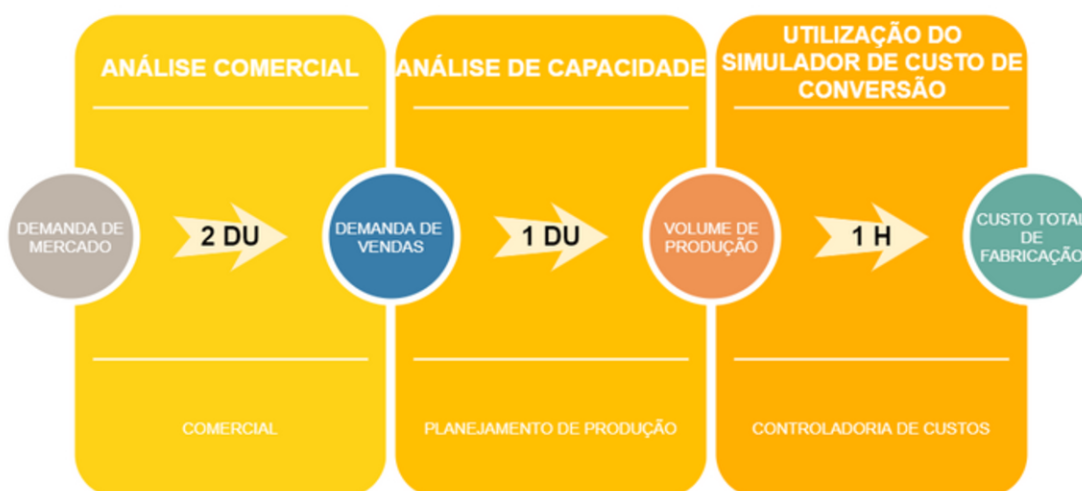 ANÁLISE COMERCIAL
ANÁLISE DE CAPACIDADE
UTILIZAÇÃO DO
SIMULADOR DE CUSTO DE
CONVERSÃO
DEMANDA DE
MERCADO
2 DU
DEMANDA DE
VENDAS
1 DU
VOLUME DE
PRODUÇÃO
1 H
CUSTO TOTAL
DE
FABRICAÇÃO
COMERCIAL
PLANEJAMENTO DE PRODUÇÃO
CONTROLADORIA DE CUSTOS